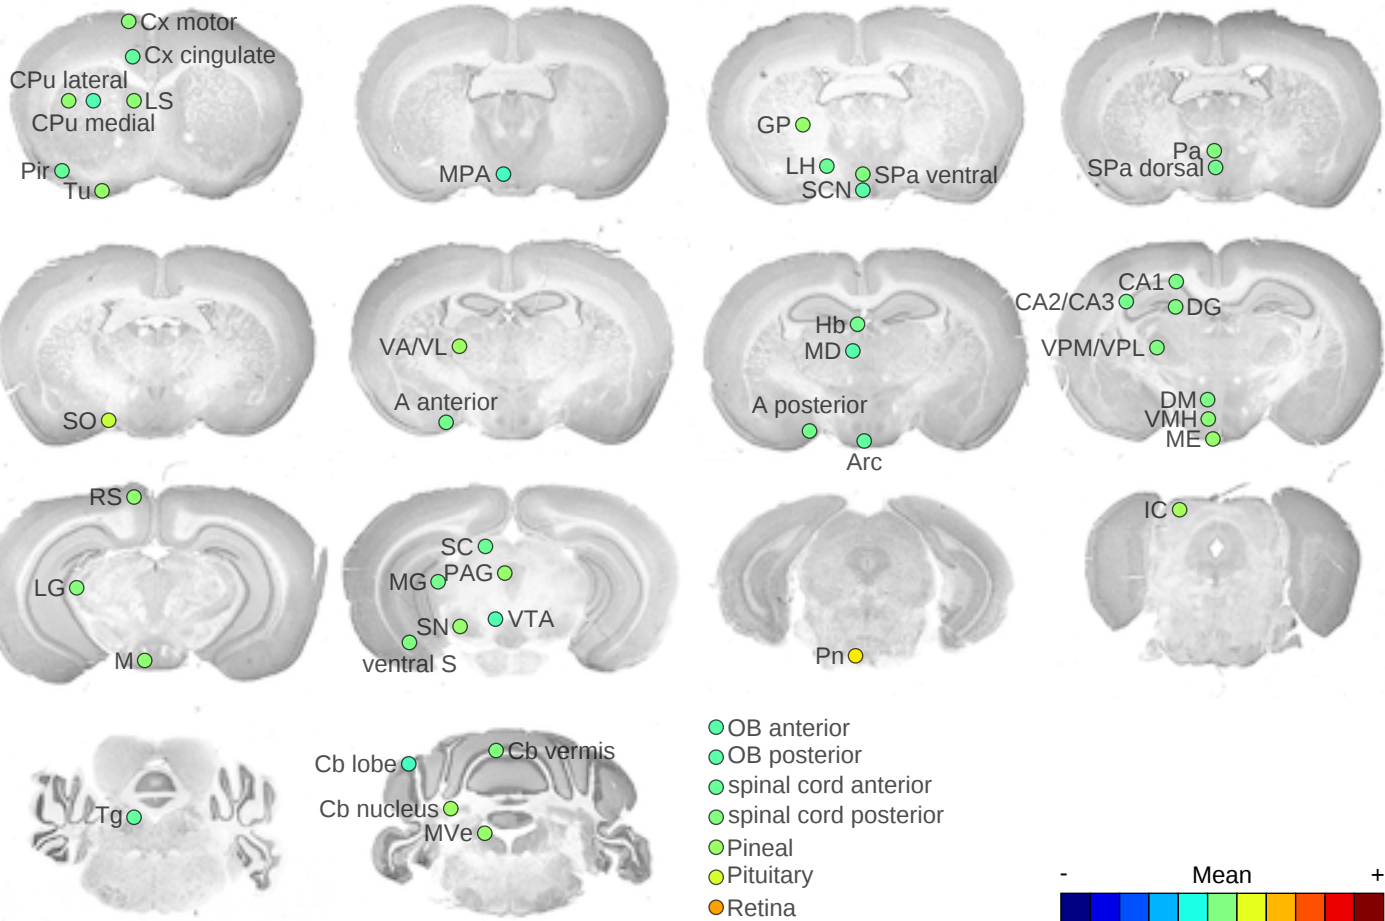 Cx motor
Cx cingulate
CPu lateral
LS
CPu medial
Pir
Tu
MPA
GP
LH
SPa ventral
SCN
Pa
SPa dorsal
SO
VA/VL
A anterior
Hb
MD
A posterior
Arc
CA1
CA2/CA3
DG
VPM/VPL
DM
VMH
ME
RS
LG
M
SC
PAG
MG
SN
VTA
ventral S
Pn
IC
Tg
Cb vermis
Cb lobe
Cb nucleus
MVe
OB anterior
OB posterior
spinal cord anterior
spinal cord posterior
Pineal
Pituitary
Retina
- Mean +